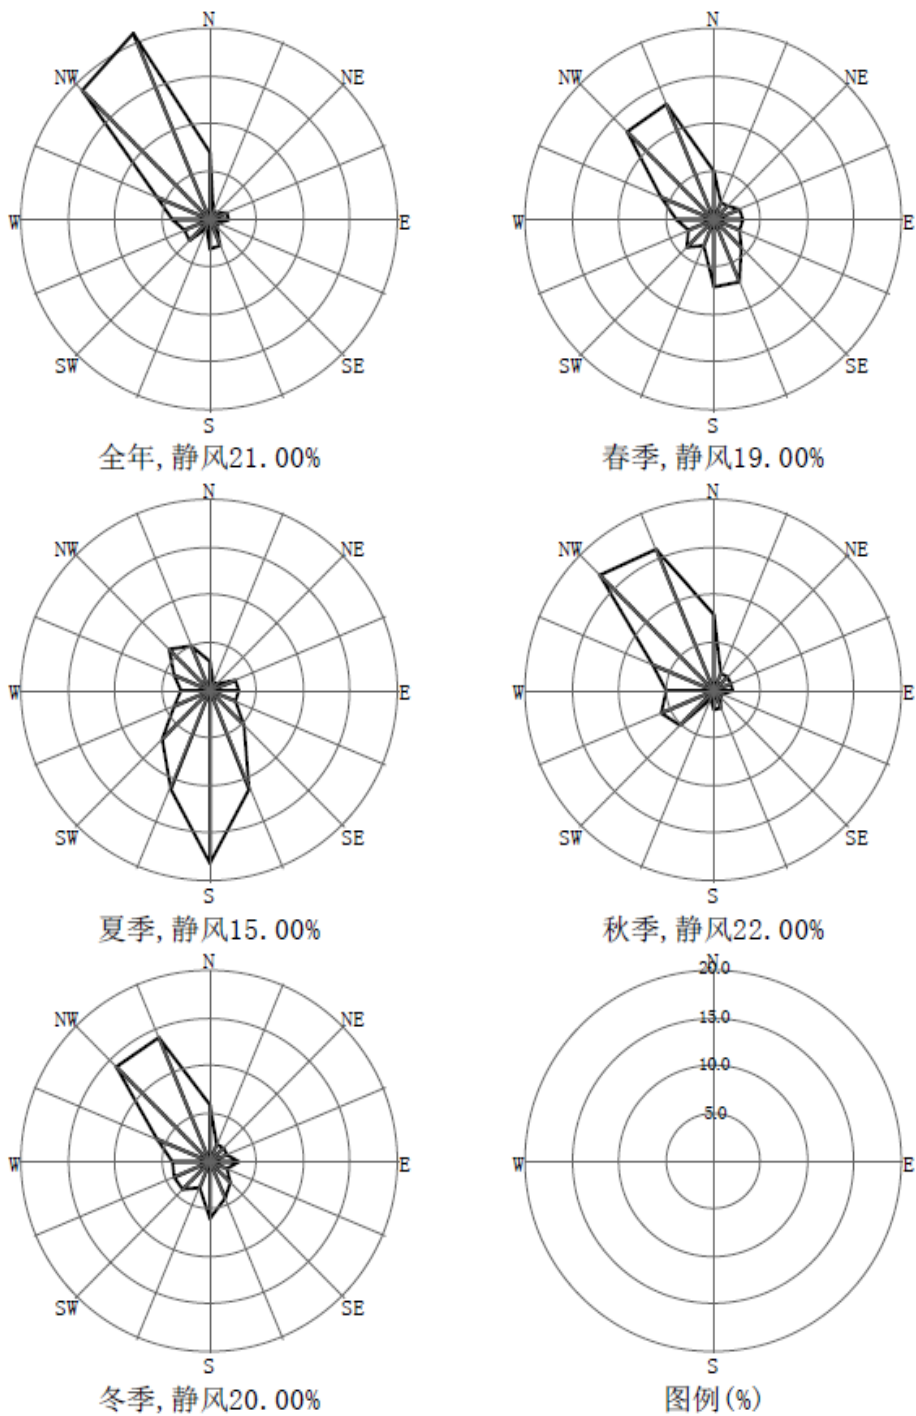 N N
NW NE NW NE
W E W E
SW SE SW SE
S S
全年,静风21.00% 春季,静风19.00%
N N
NW NE NW NE
W E W E
SW SE SW SE
S S
夏季,静风15.00% 秋季,静风22.00%
N N
20.0
NW NE 15.0
10.0
5.0
W E W E
SW SE
S S
冬季,静风20.00% 图例(%)